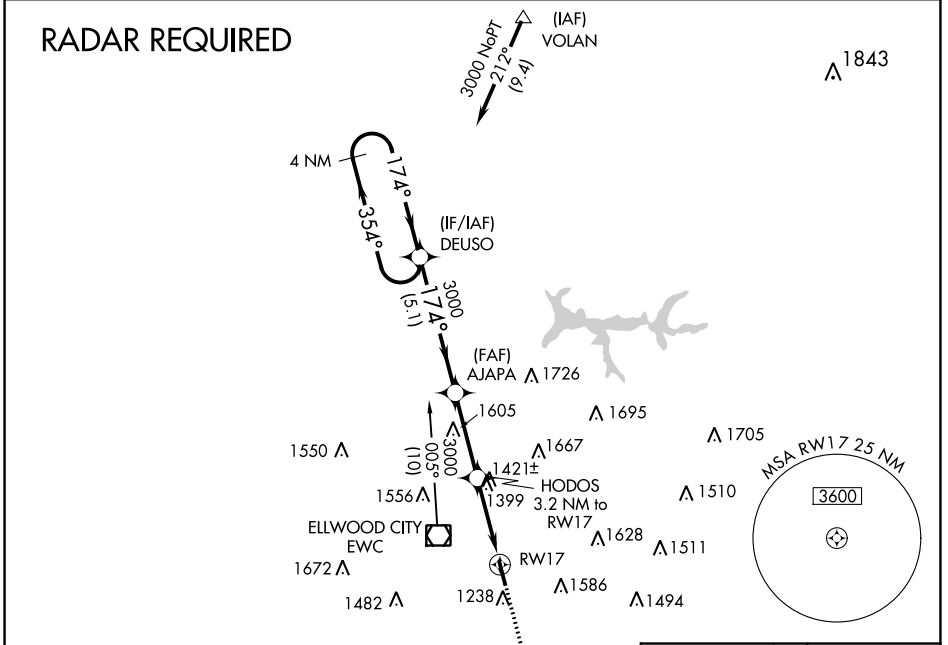 RADAR REQUIRED
(IAF)
VOLAN
3000 NoPT
212°
(9.4)
1843
4 NM
174°
354°
(IF/IAF)
DEUSO
3000
174°
(5.1)
(FAF)
AJAPA
1726
1605
1695
1705
1550
3000
005°
(10)
1667
1421±
1399
HODOS
3.2 NM to
RW17
1556
1510
MSA RW17 25 NM
3600
ELLWOOD CITY
EWC
1628
1511
1672
RW17
1586
1482
1238
1494